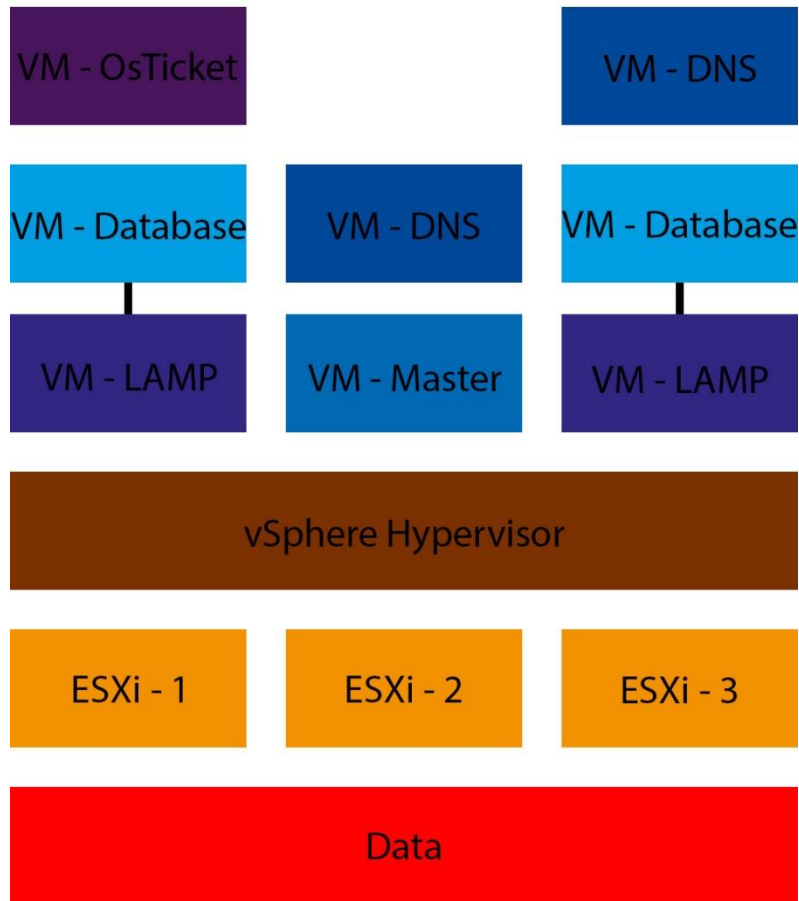 VM - OsTicket
VM - DNS
VM - Database
VM - DNS
VM - Database
VM - LAMP
VM - Master
VM - LAMP
vSphere Hypervisor
ESXi - 1
ESXi - 2
ESXi - 3
Data